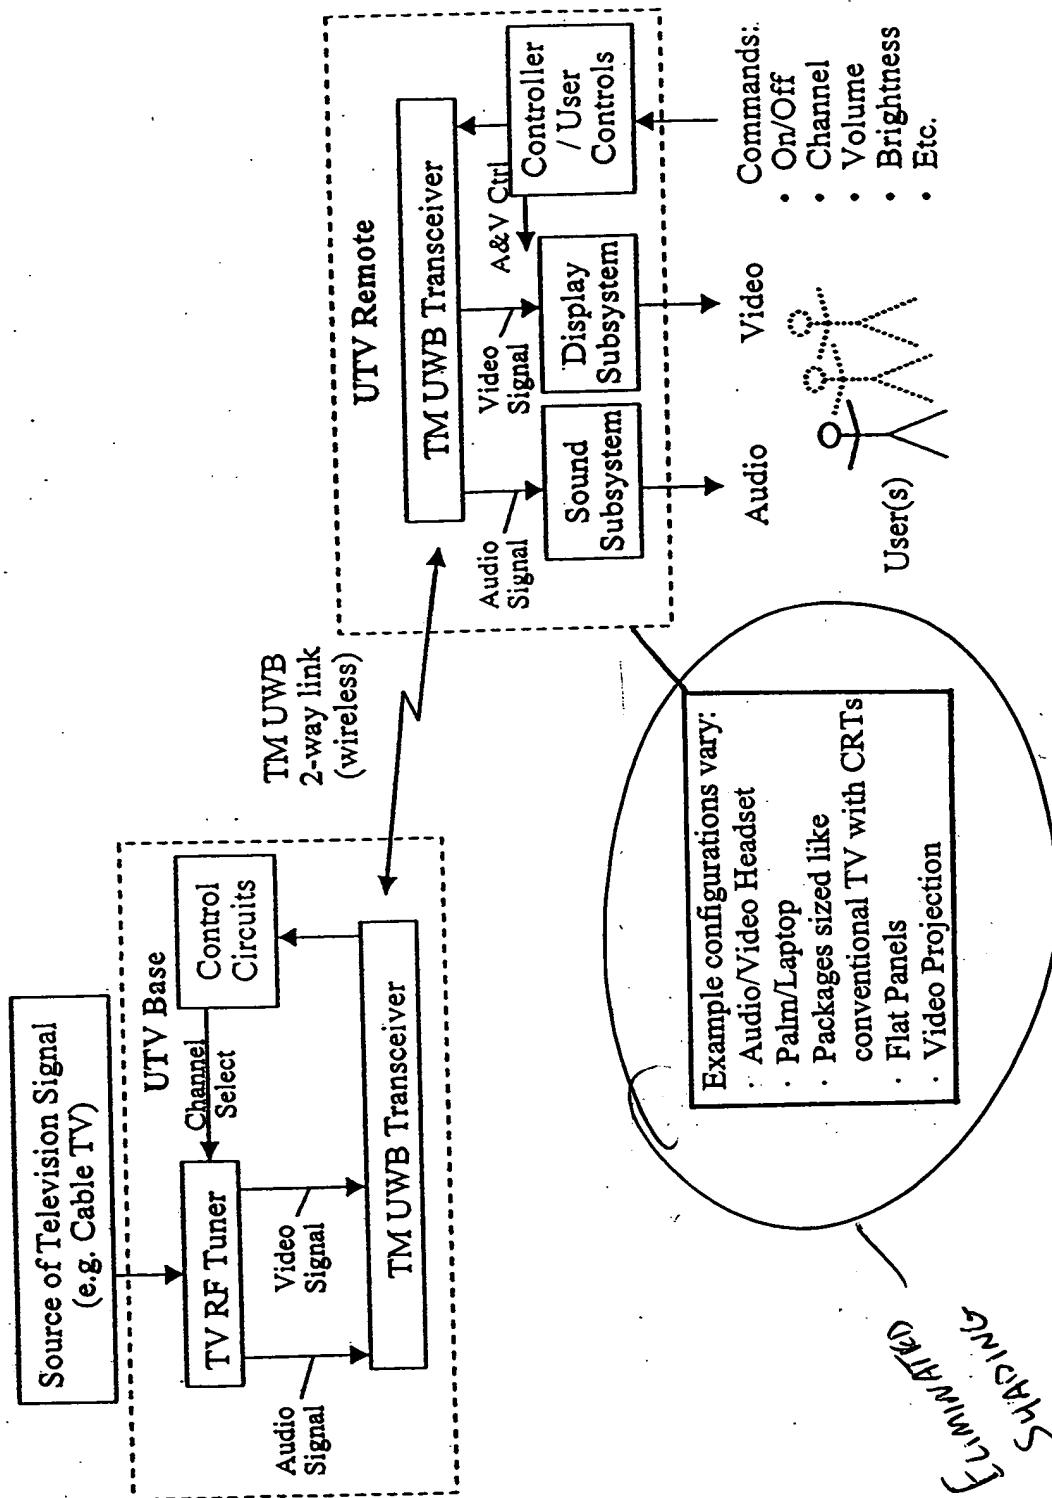 Source of Television Signal
(e.g. Cable TV)
UTV Base
TV RF Tuner
Channel
Select
Control
Circuits
Audio
Signal
Video
Signal
TM UWB Transceiver
TM UWB
2-way link
(wireless)
UTV Remote
TM UWB Transceiver
Audio
Signal
Video
Signal
A&V Ctrl
Sound
Subsystem
Display
Subsystem
Controller
/ User
Controls
Audio
Video
Commands:
• On/Off
• Channel
• Volume
• Brightness
• Etc.
User(s)
Example configurations vary:
· Audio/Video Headset
· Palm/Laptop
· Packages sized like
conventional TV with CRTs
· Flat Panels
· Video Projection
ELIMINATED
SHADING